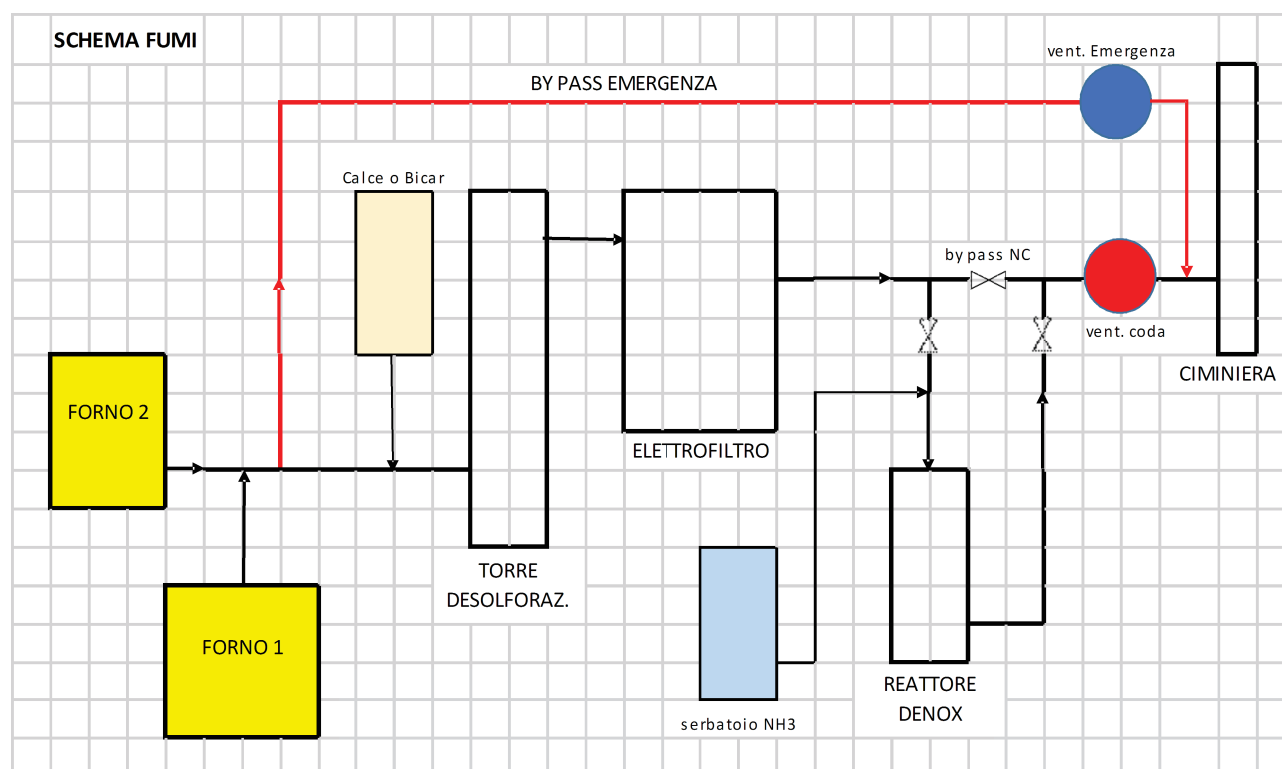 SCHEMA FUMI
vent. Emergenza
BY PASS EMERGENZA
Calce o Bicar
by pass NC
vent. coda
CIMINIERA
FORNO 2
ELETTROFILTRO
TORRE
DESOLFORAZ.
FORNO 1
REATTORE
DENOX
serbatoio NH3